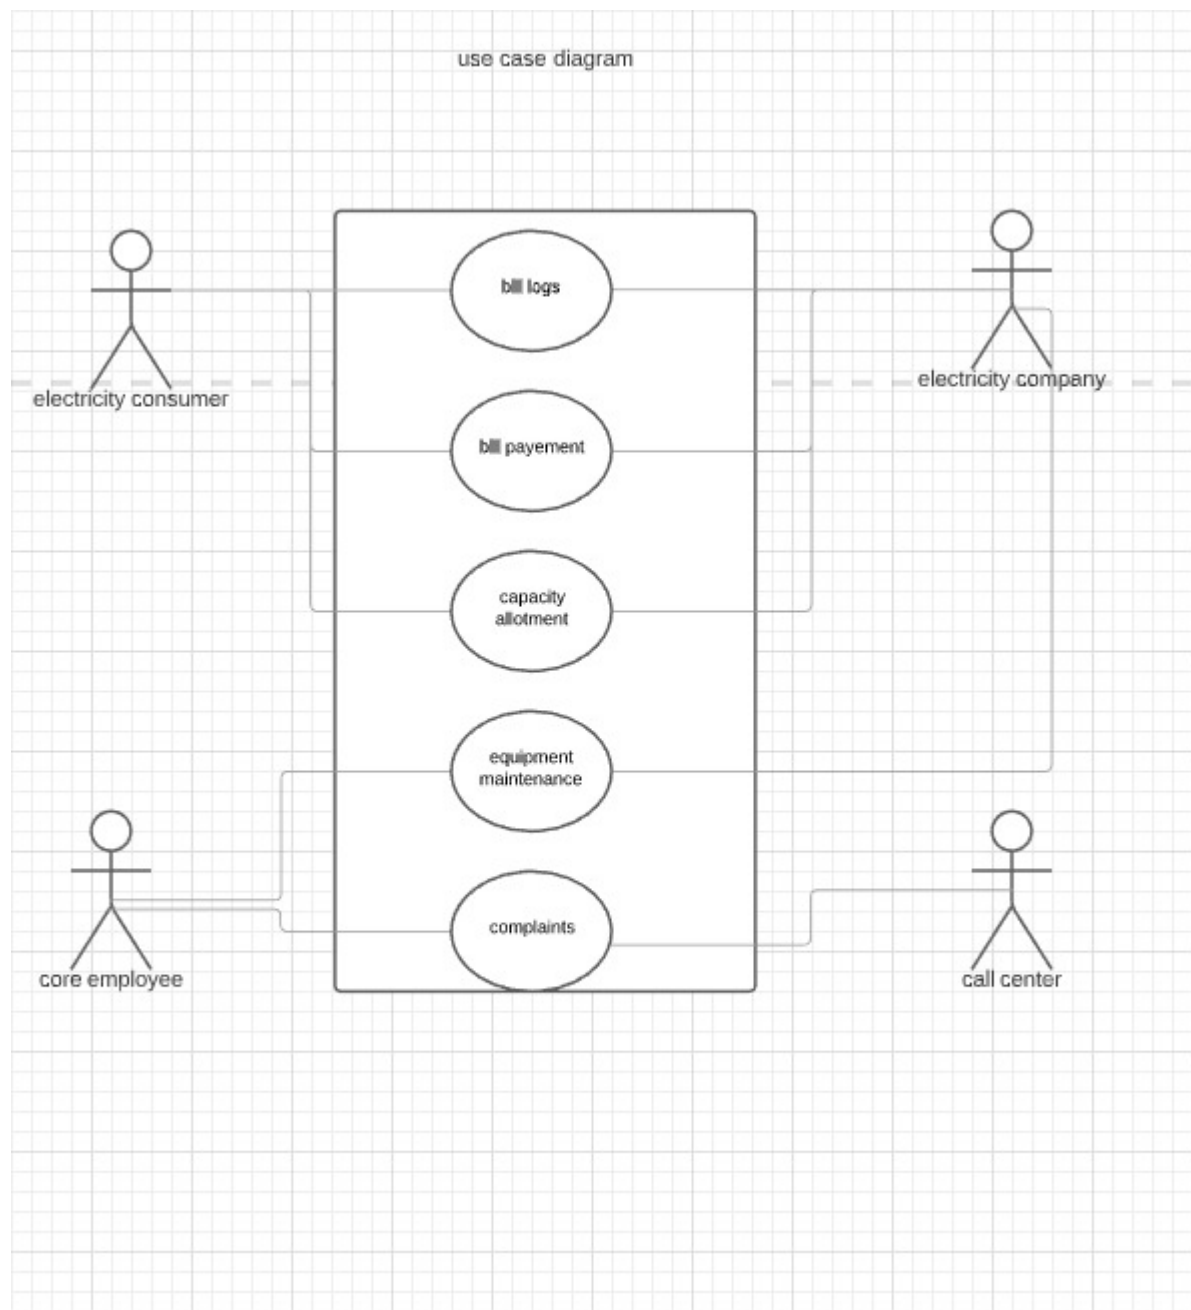 use case diagram
bill logs
electricity company
electricity consumer
bill payement
capacity
allotment
equipment
maintenance
complaints
core employee
call center